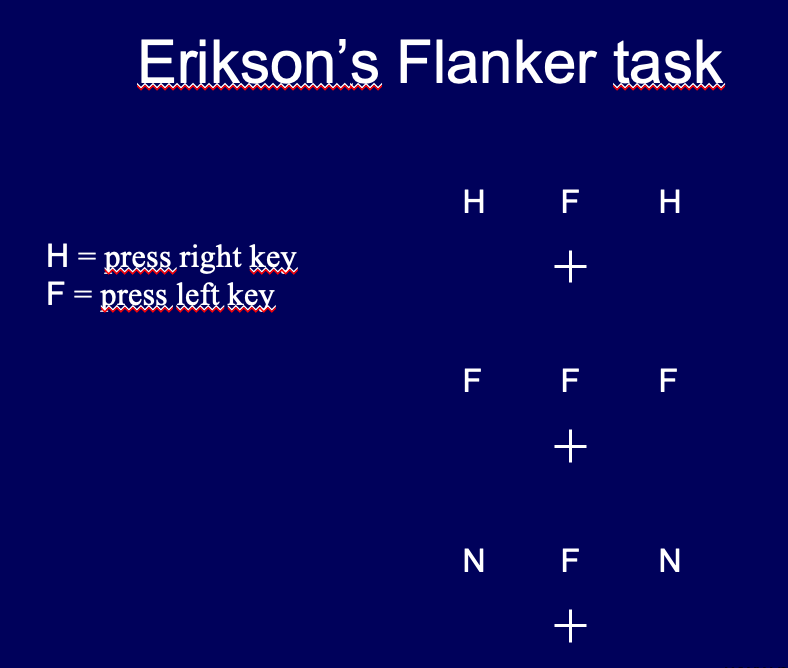 Erikson’s Flanker task
H F H
H = press right key
+
F = press left key
F F F
+
N F N
+